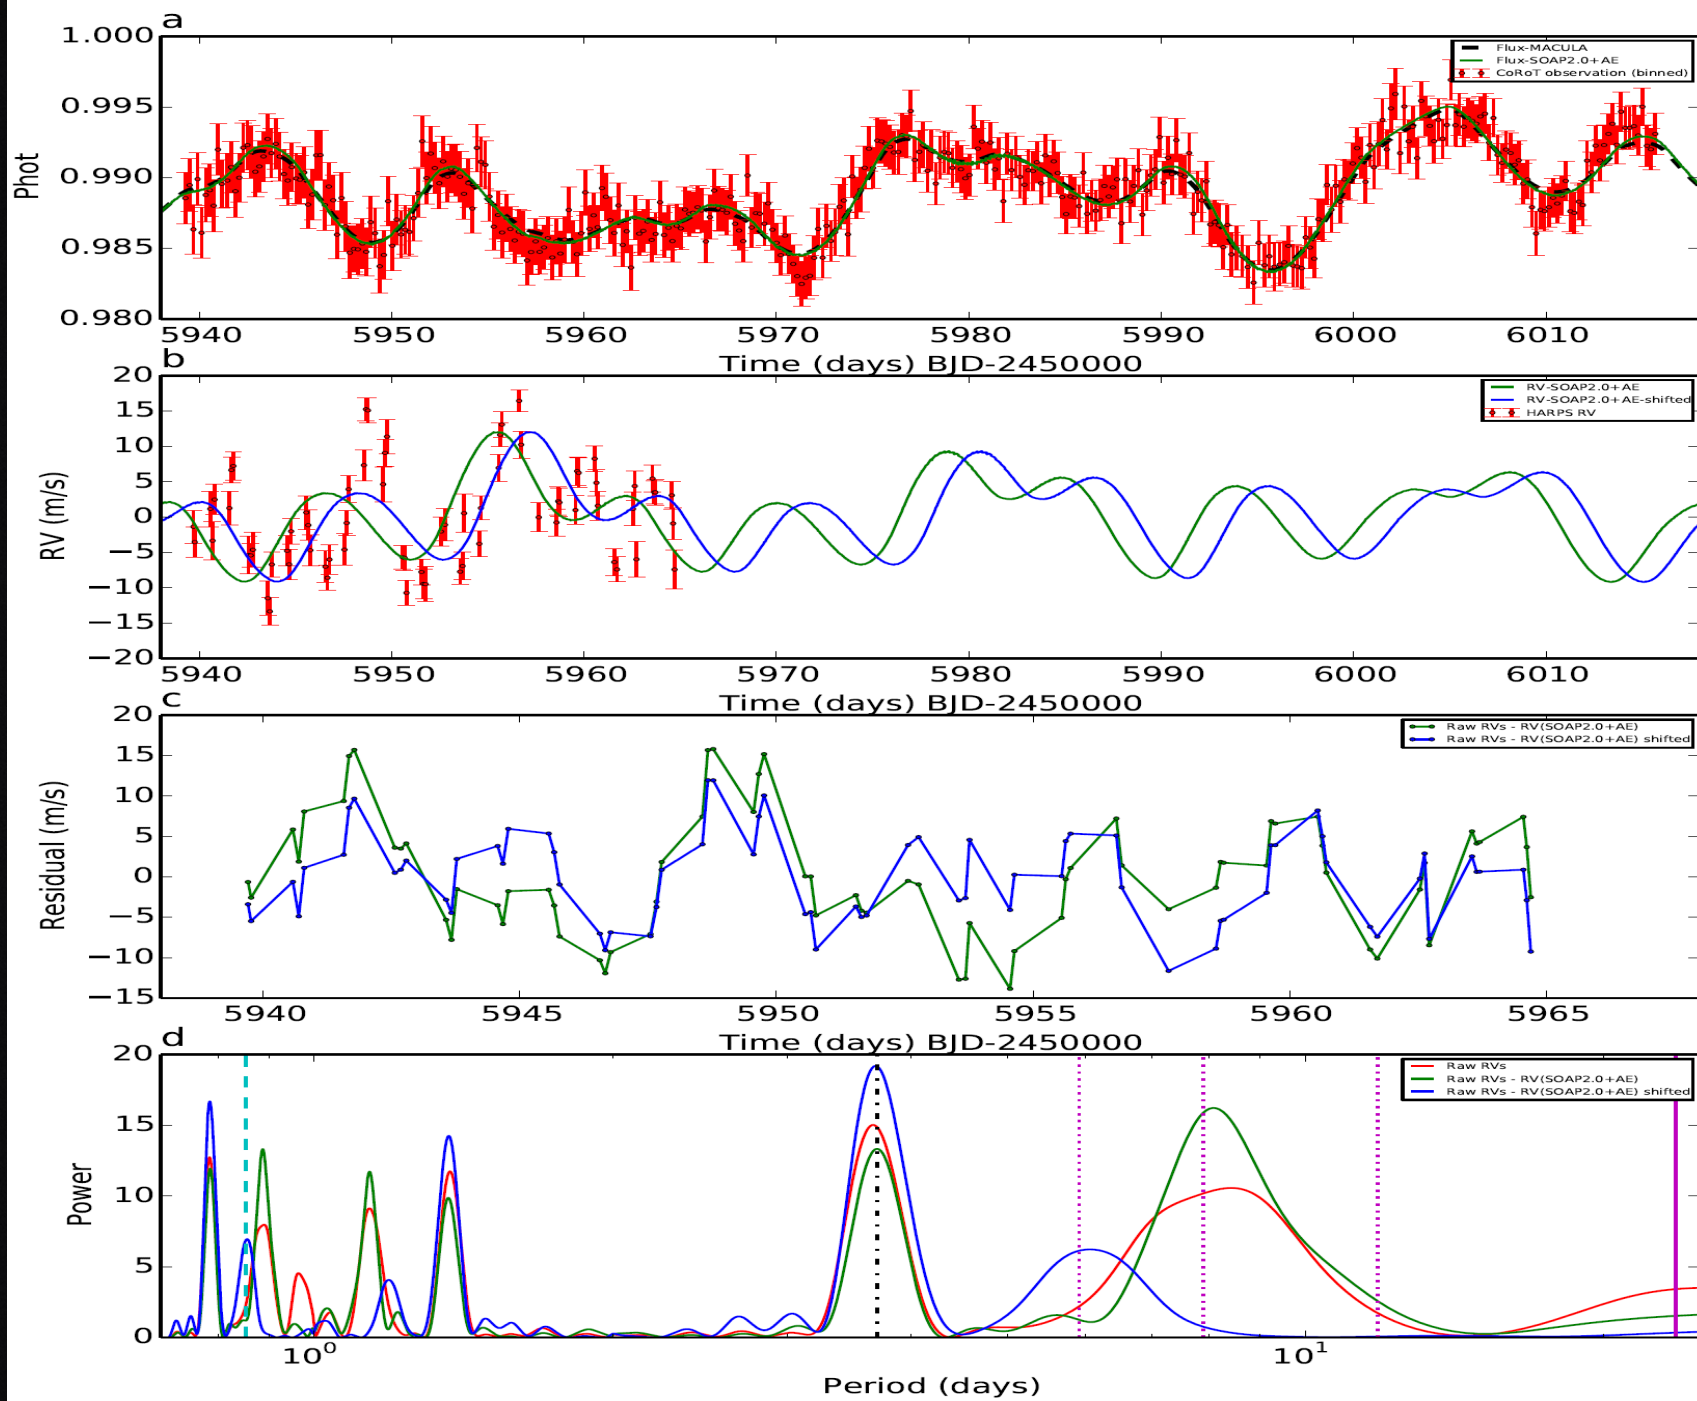 a
1.000
0.995
0.990
0.985
0.980
Phot
Flux-MACULA
Flux-SOAP2.0+AE
CoRoT observation (binned)
5940 5950 5960 5970 5980 5990 6000 6010
Time (days) BJD-2450000
b
20
15
10
5
0
−5
−10
−15
−20
RV (m/s)
RV-SOAP2.0+AE
RV-SOAP2.0+AE-shifted
HARPS RV
5940 5950 5960 5970 5980 5990 6000 6010
Time (days) BJD-2450000
c
20
15
10
5
0
−5
−10
−15
Residual (m/s)
Raw RVs - RV(SOAP2.0+AE)
Raw RVs - RV(SOAP2.0+AE) shifted
5940 5945 5950 5955 5960 5965
Time (days) BJD-2450000
d
20
15
10
5
0
Power
Raw RVs
Raw RVs - RV(SOAP2.0+AE)
Raw RVs - RV(SOAP2.0+AE) shifted
10⁰ 10¹
Period (days)